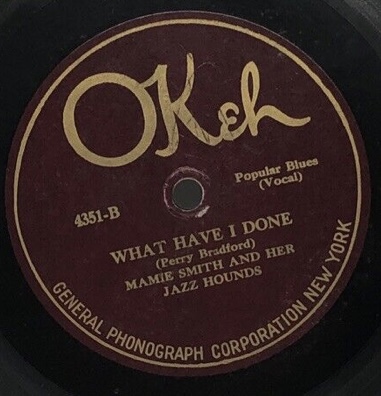 OKeh
Popular Blues
(Vocal)
4351-B
WHAT HAVE I DONE
(Perry Bradford)
MAMIE SMITH AND HER
JAZZ HOUNDS
GENERAL PHONOGRAPH CORPORATION NEW YORK